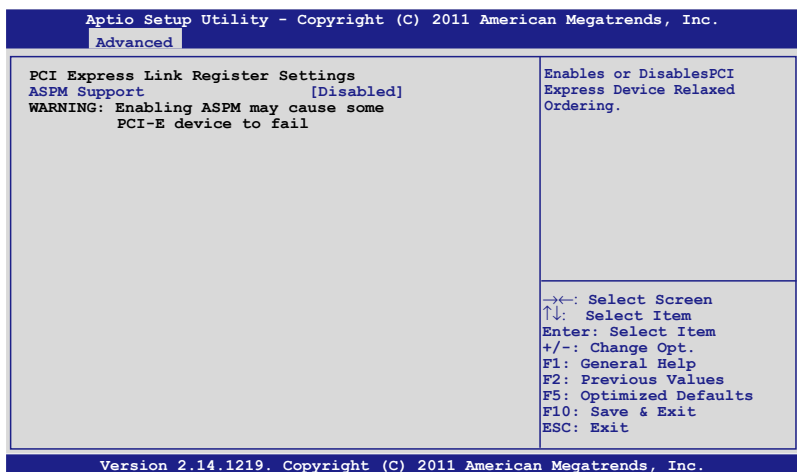 Aptio Setup Utility - Copyright (C) 2011 American Megatrends, Inc.
Advanced
PCI Express Link Register Settings
ASPM Support [Disabled]
WARNING: Enabling ASPM may cause some
PCI-E device to fail
Enables or DisablesPCI
Express Device Relaxed
Ordering.
→←: Select Screen
↑↓: Select Item
Enter: Select Item
+/-: Change Opt.
F1: General Help
F2: Previous Values
F5: Optimized Defaults
F10: Save & Exit
ESC: Exit
Version 2.14.1219. Copyright (C) 2011 American Megatrends, Inc.